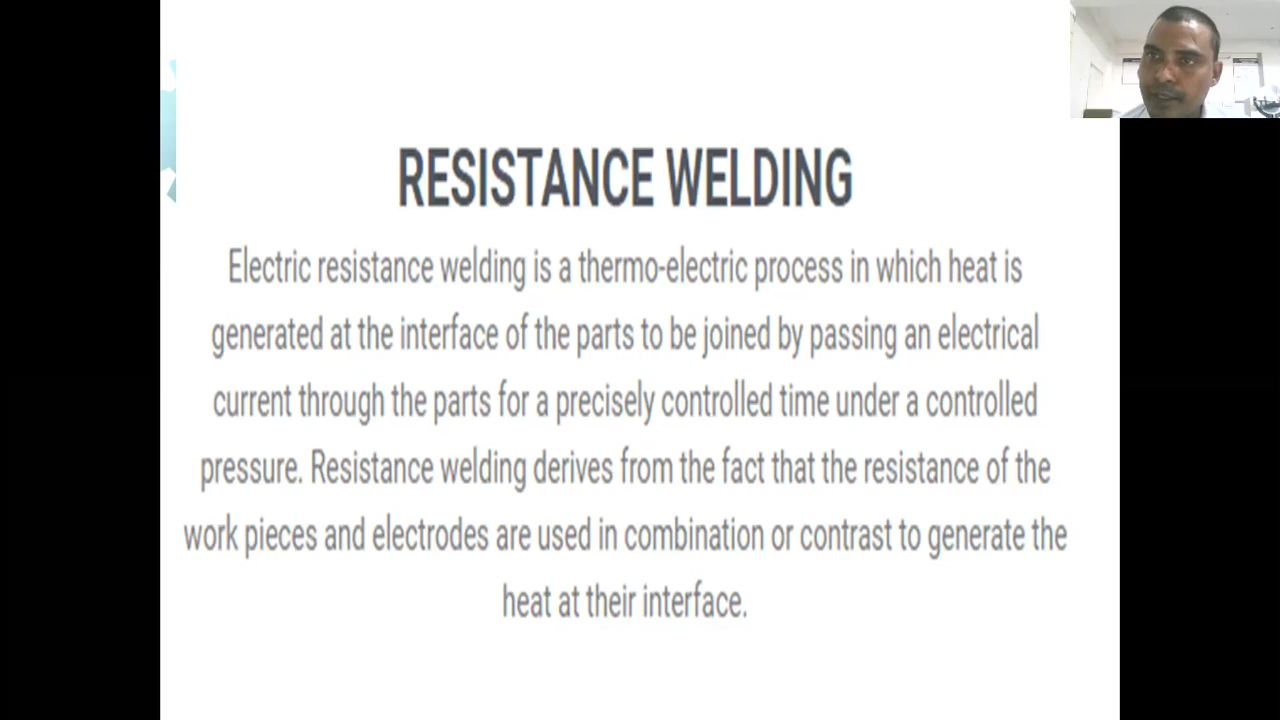 RESISTANCE WELDING
Electric resistance welding is a thermo-electric process in which heat is
generated at the interface of the parts to be joined by passing an electrical
current through the parts for a precisely controlled time under a controlled
pressure. Resistance welding derives from the fact that the resistance of the
work pieces and electrodes are used in combination or contrast to generate the
heat at their interface.